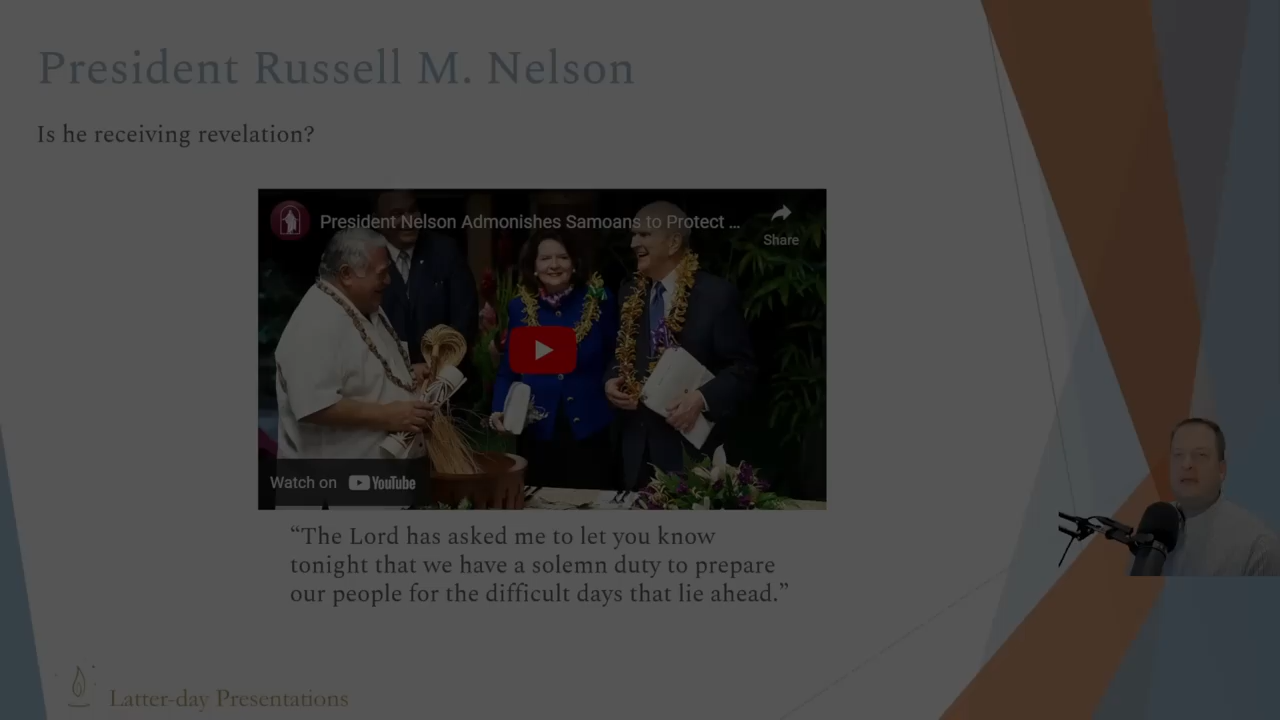 President Russell M. Nelson
Is he receiving revelation?
President Nelson Admonishes Samoans to Protect ...
Share
Watch on YouTube
“The Lord has asked me to let you know
tonight that we have a solemn duty to prepare
our people for the difficult days that lie ahead.”
Latter-day Presentations